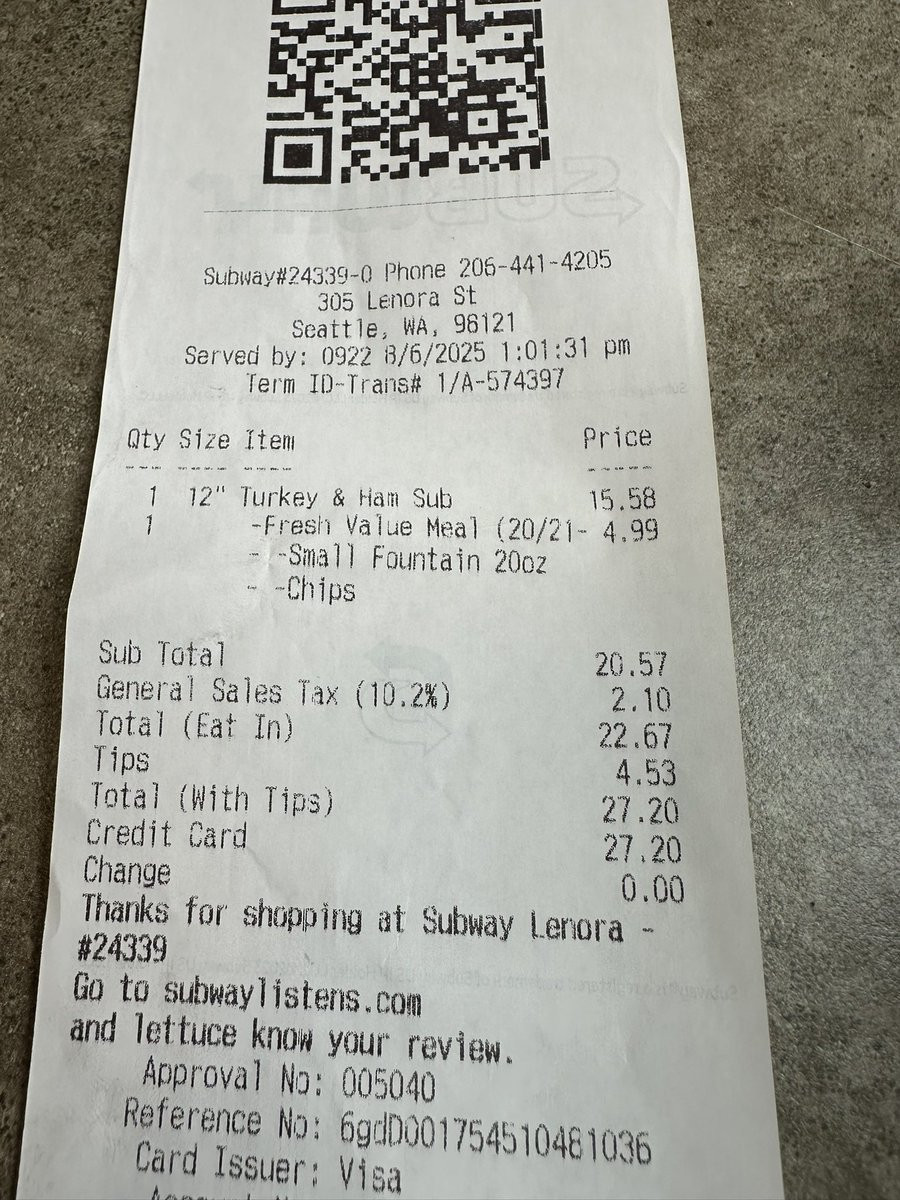 Subway#24339-0 Phone 206-441-4205
305 Lenora St
Seattle, WA, 98121
Served by: 0922 8/6/2025 1:01:31 pm
Term ID-Trans# 1/A-574397
Qty Size Item Price
--- ---- ---- -----
1 12" Turkey & Ham Sub 15.58
1 -Fresh Value Meal (20/21- 4.99
- -Small Fountain 20oz
- -Chips
Sub Total 20.57
General Sales Tax (10.2%) 2.10
Total (Eat In) 22.67
Tips 4.53
Total (With Tips) 27.20
Credit Card 27.20
Change 0.00
Thanks for shopping at Subway Lenora -
#24339
Go to subwaylistens.com
and lettuce know your review.
Approval No: 005040
Reference No: 6gdD001754510481036
Card Issuer: Visa